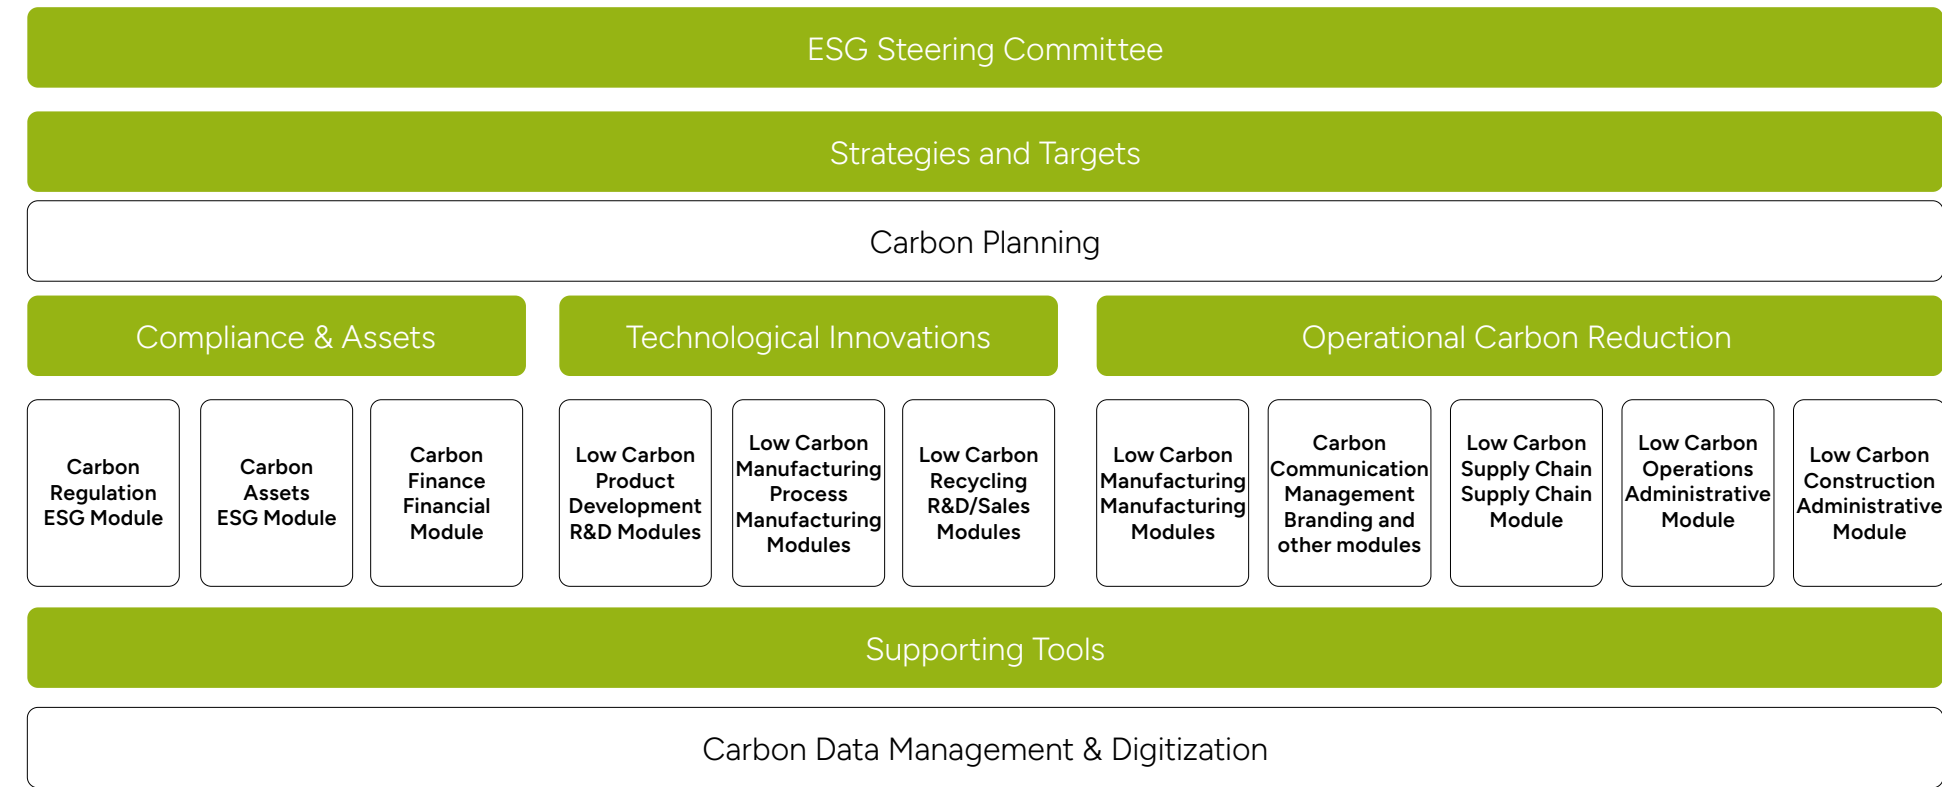 ESG Steering Committee
Strategies and Targets
Carbon Planning
Compliance & Assets
Technological Innovations
Operational Carbon Reduction
Carbon
Regulation
ESG Module
Carbon
Assets
ESG Module
Carbon
Finance
Financial
Module
Low Carbon
Product
Development
R&D Modules
Low Carbon
Manufacturing
Process
Manufacturing
Modules
Low Carbon
Recycling
R&D/Sales
Modules
Low Carbon
Manufacturing
Manufacturing
Modules
Carbon
Communication
Management
Branding and
other modules
Low Carbon
Supply Chain
Supply Chain
Module
Low Carbon
Operations
Administrative
Module
Low Carbon
Construction
Administrative
Module
Supporting Tools
Carbon Data Management & Digitization